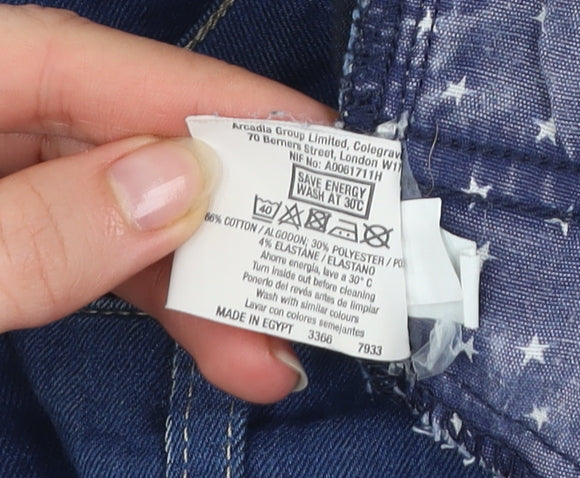 Arcadia Group Limited, Colegrav
70 Berners Street, London W1
NIF No: A0061711H
SAVE ENERGY
WASH AT 30°C
66% COTTON / ALGODON; 30% POLYESTER / PO
4% ELASTANE / ELASTANO
Ahorre energía, lave a 30° C
Turn inside out before cleaning
Ponerlo del revés antes de limpiar
Wash with similar colours
Lavar con colores semejantes
MADE IN EGYPT 3366 7933